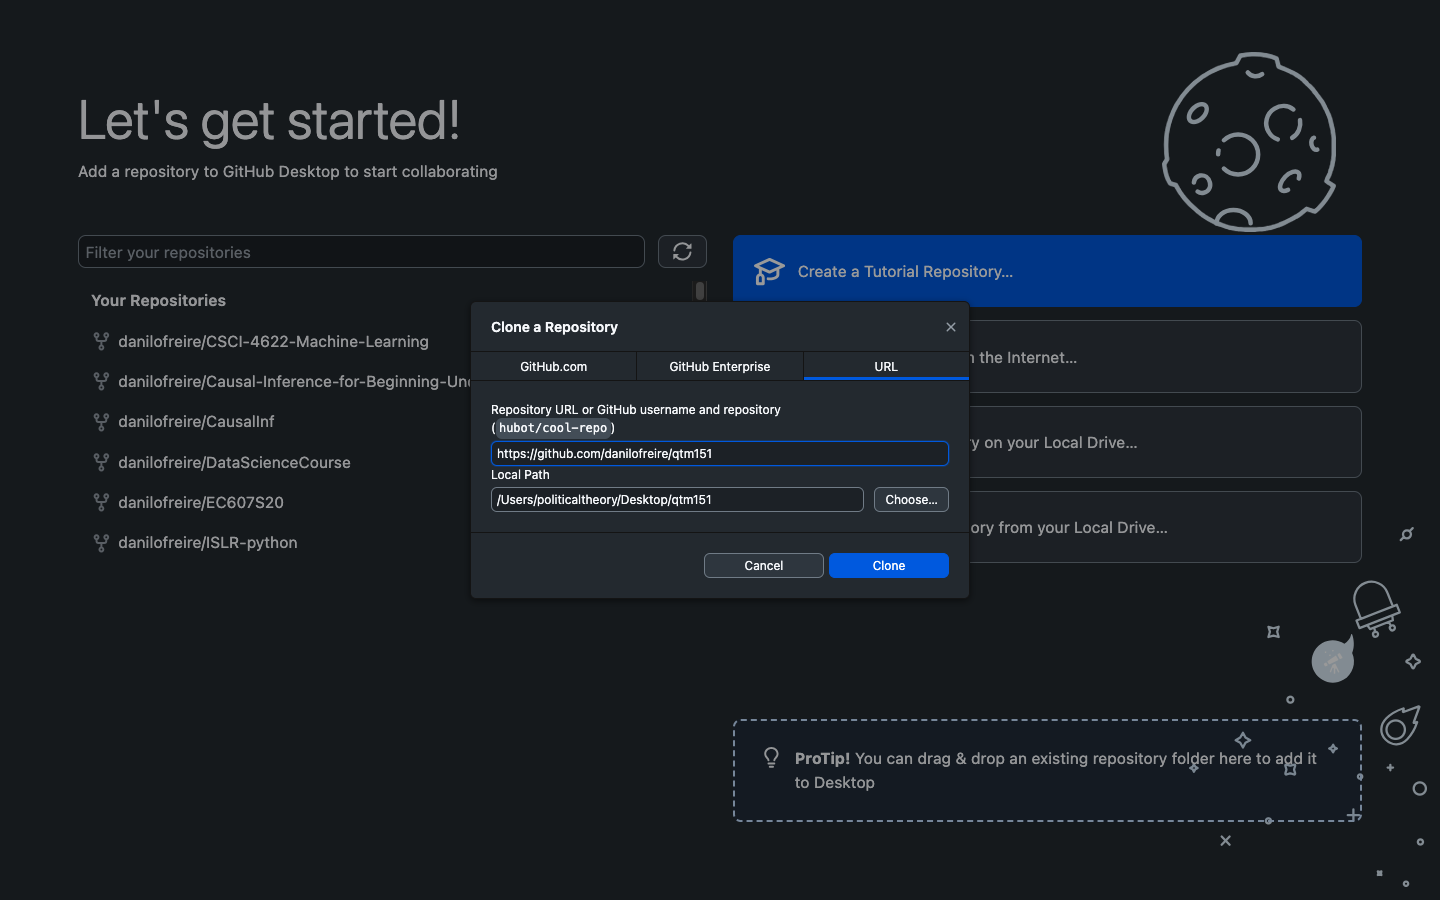 Let's get started!
Add a repository to GitHub Desktop to start collaborating
Filter your repositories
Your Repositories
danilofreire/CSCI-4622-Machine-Learning
danilofreire/Causal-Inference-for-Beginning-Un
danilofreire/CausalInf
danilofreire/DataScienceCourse
danilofreire/EC607S20
danilofreire/ISLR-python
Create a Tutorial Repository...
the Internet...
on your Local Drive...
from your Local Drive...
Clone a Repository
GitHub.com
GitHub Enterprise
URL
Repository URL or GitHub username and repository
(hubot/cool-repo)
https://github.com/danilofreire/qtm151
Local Path
/Users/politicaltheory/Desktop/qtm151
Choose...
Cancel
Clone
ProTip! You can drag & drop an existing repository folder here to add it
to Desktop